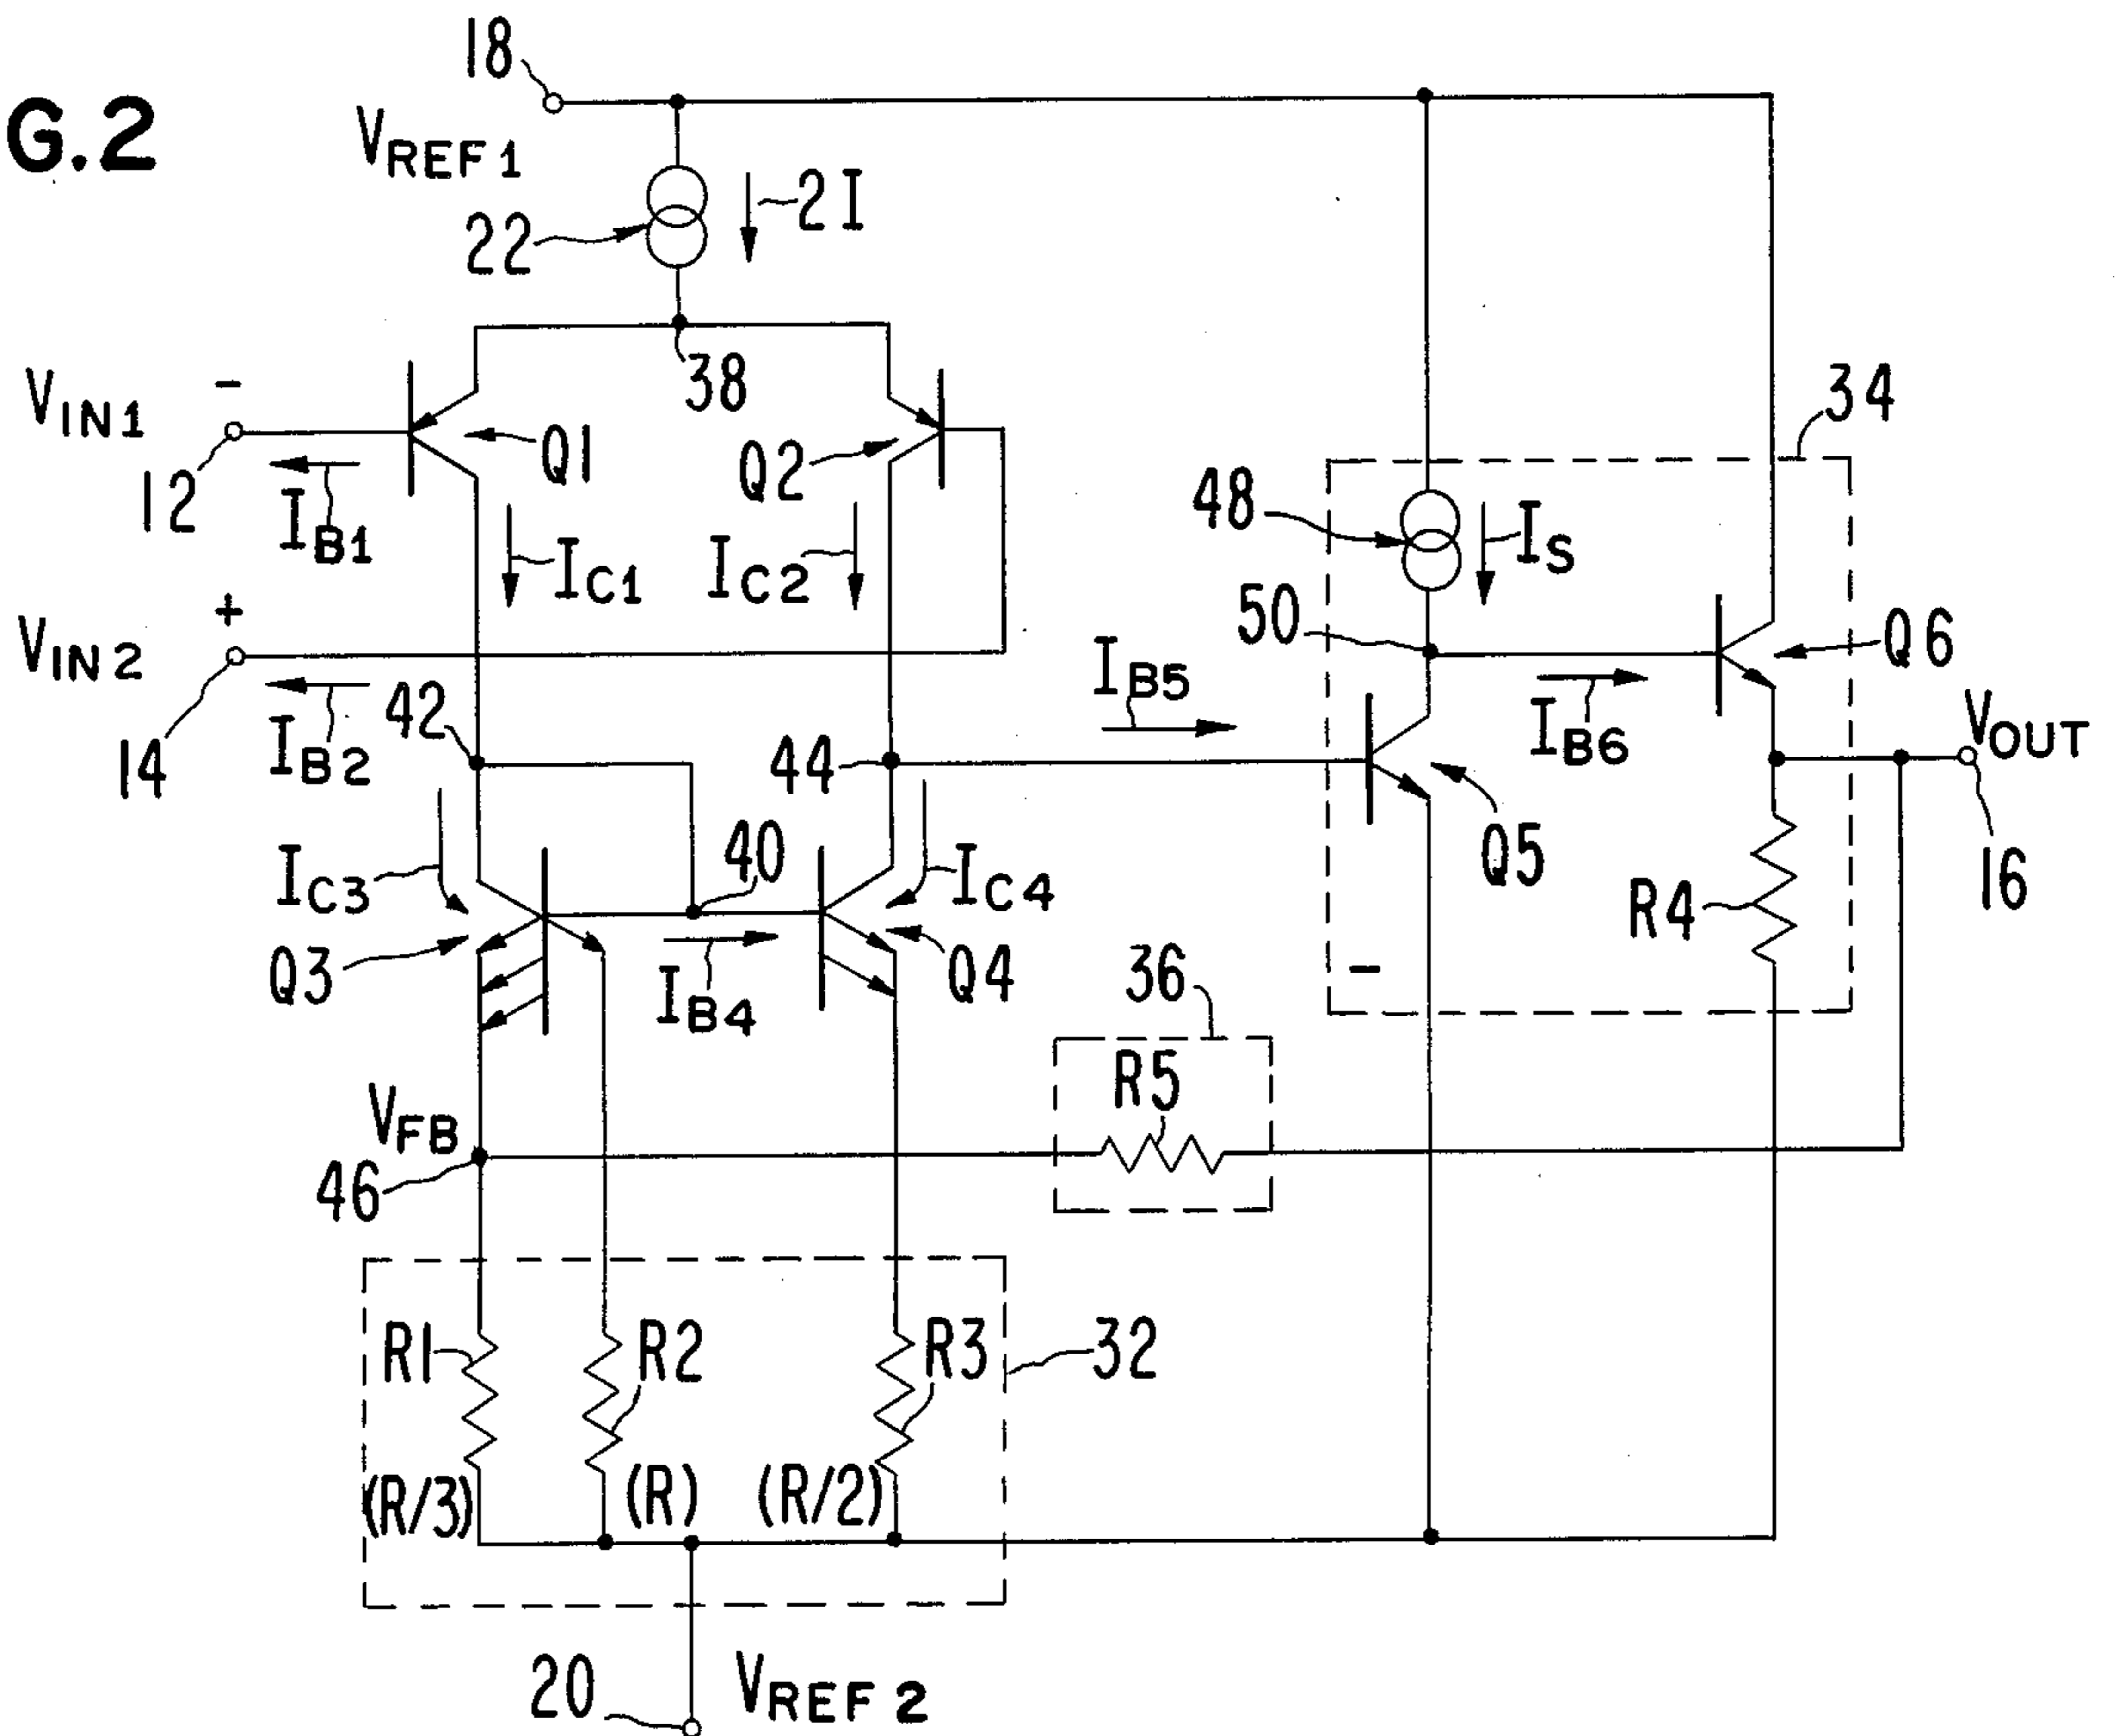 18
G.2
VREF1
2I
22
38
VIN1
-
Q1
Q2
34
12
IB1
IC1
IC2
48
IS
50
VIN2
+
Q6
IB5
IB6
VOUT
14
IB2
42
44
Q5
16
IC3
40
IC4
R4
Q3
IB4
Q4
-
36
R5
VFB
46
R1
R2
R3
32
(R/3)
(R)
(R/2)
20
VREF2